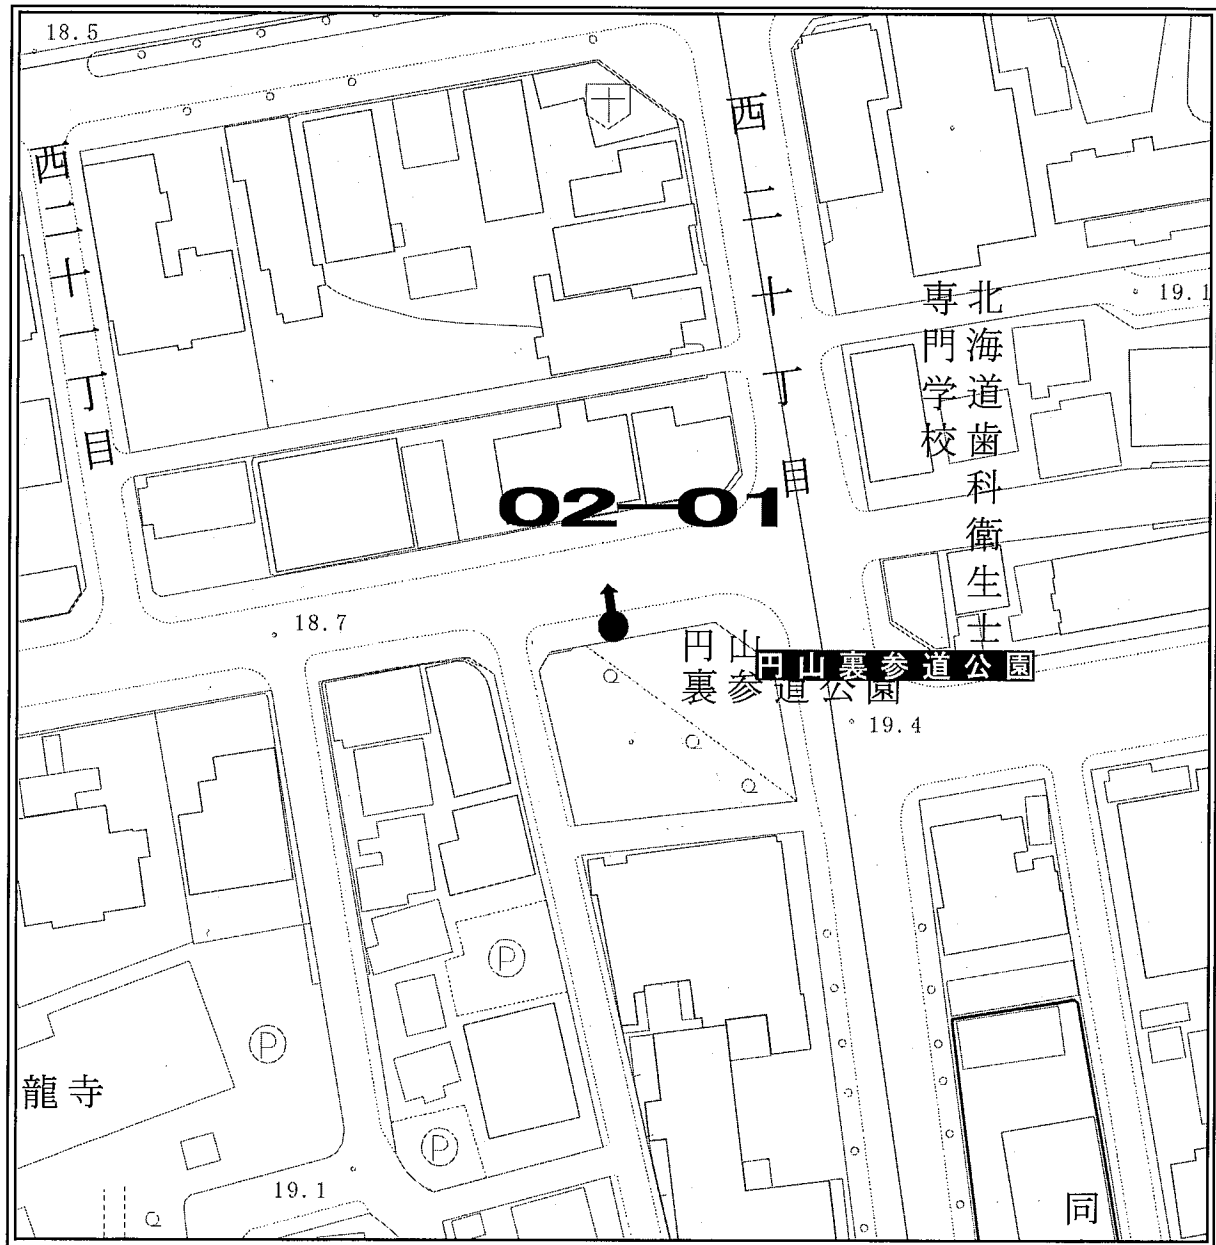 18.5
西二十一丁目
西二十丁目
北海道歯科衛生士
専門学校
19.1
02-01
18.7
円山
裏参道公園
円山裏参道公園
19.4
P
P
P
龍寺
19.1
同